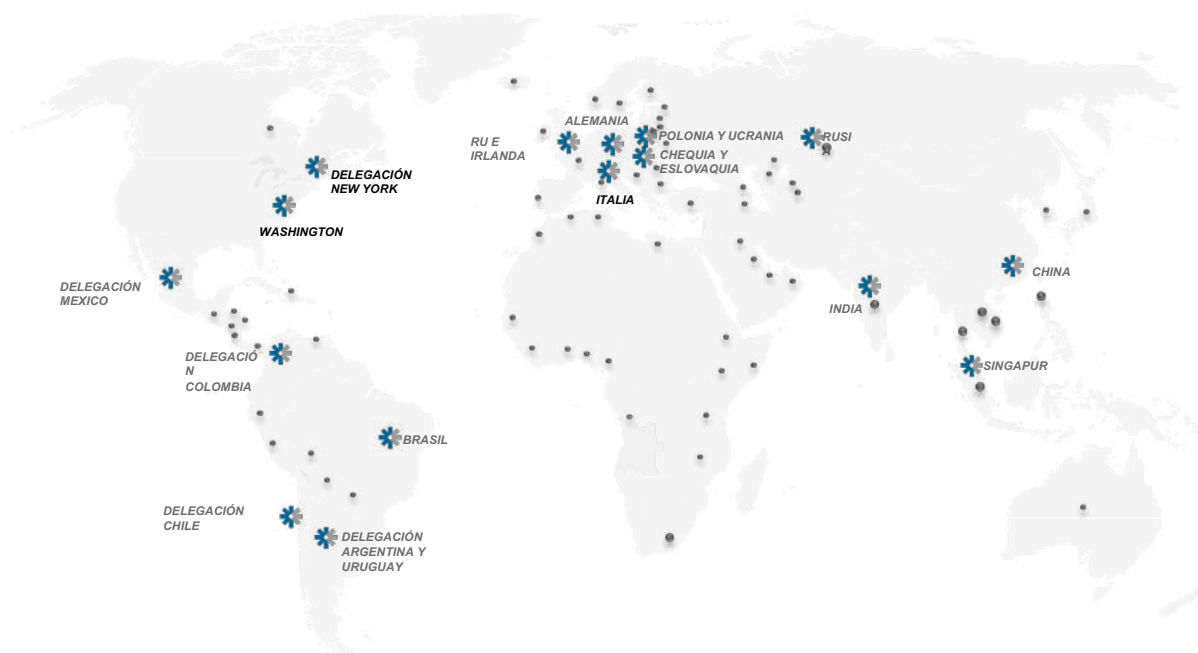 ALEMANIA
RU E
IRLANDA
POLONIA Y UCRANIA
RUSI
CHEQUIA Y
ESLOVAQUIA
DELEGACIÓN
NEW YORK
ITALIA
WASHINGTON
CHINA
DELEGACIÓN
MEXICO
INDIA
DELEGACIÓ
N
COLOMBIA
SINGAPUR
BRASIL
DELEGACIÓN
CHILE
DELEGACIÓN
ARGENTINA Y
URUGUAY